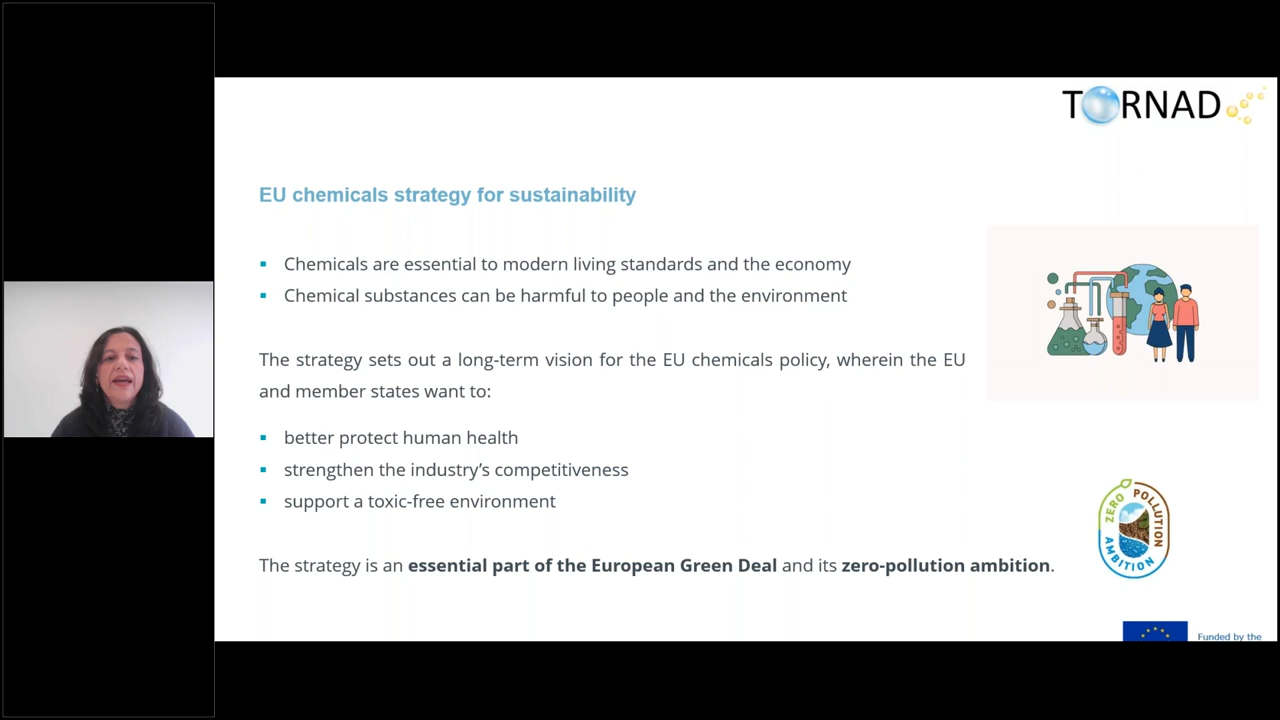 TORNAD
EU chemicals strategy for sustainability
▪ Chemicals are essential to modern living standards and the economy
▪ Chemical substances can be harmful to people and the environment
The strategy sets out a long-term vision for the EU chemicals policy, wherein the EU
and member states want to:
▪ better protect human health
▪ strengthen the industry’s competitiveness
▪ support a toxic-free environment
ZERO POLLUTION AMBITION
The strategy is an essential part of the European Green Deal and its zero-pollution ambition.
Funded by the